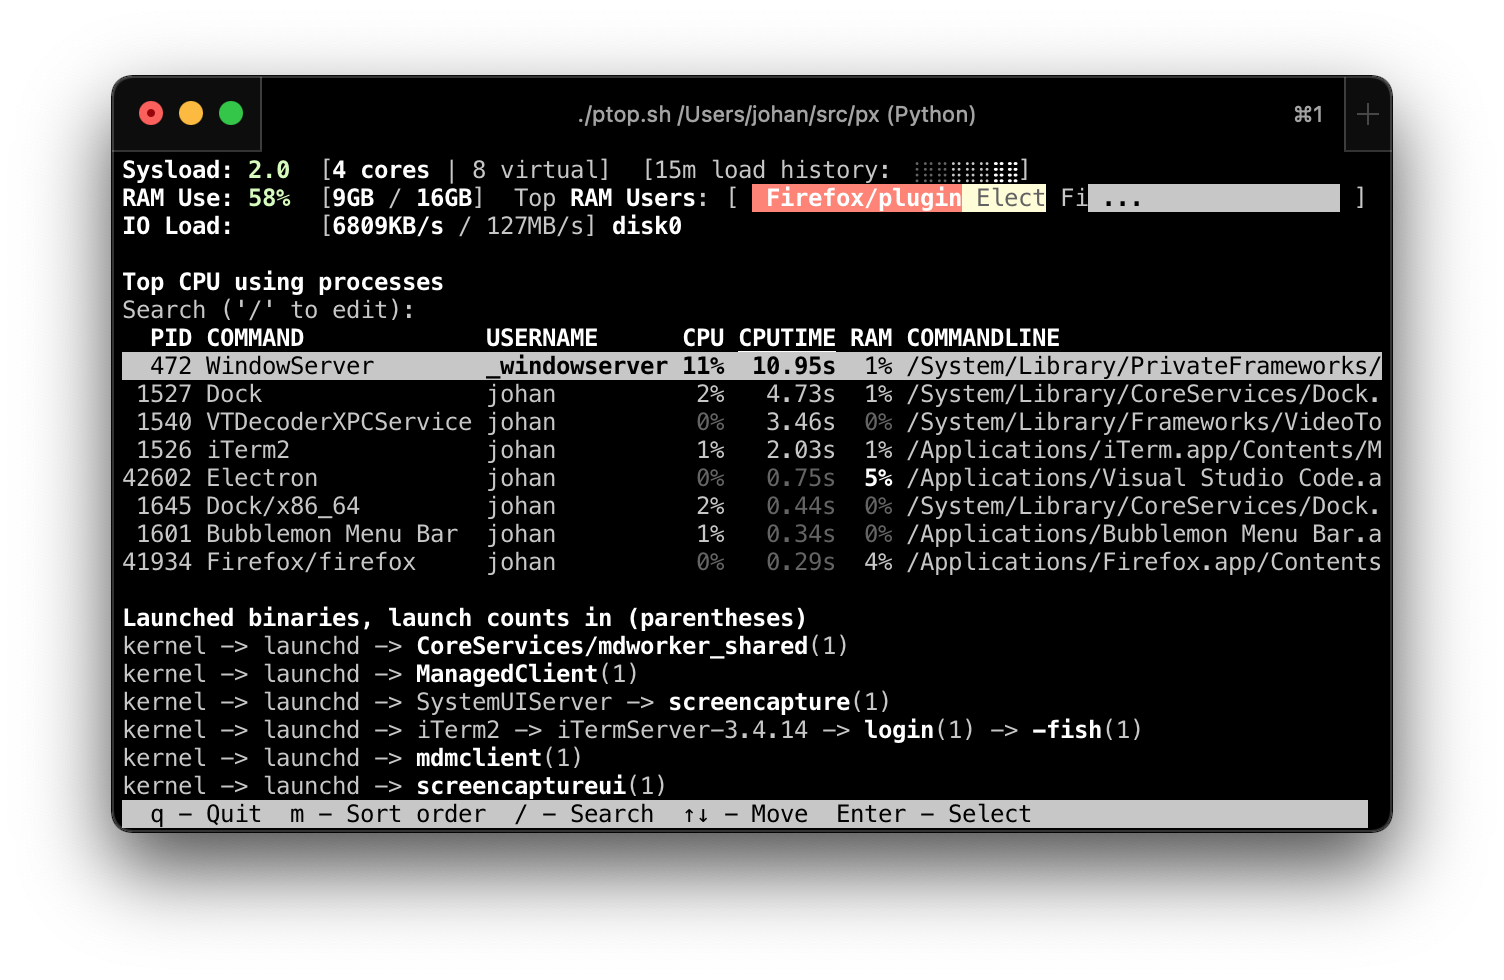 ./ptop.sh /Users/johan/src/px (Python) ⌘1 +
Sysload: 2.0 [4 cores | 8 virtual] [15m load history: ]
RAM Use: 58% [9GB / 16GB] Top RAM Users: [ Firefox/plugin Elect Fi ... ]
IO Load: [6809KB/s / 127MB/s] disk0
Top CPU using processes
Search ('/' to edit):
PID COMMAND USERNAME CPU CPUTIME RAM COMMANDLINE
472 WindowServer _windowserver 11% 10.95s 1% /System/Library/PrivateFrameworks/
1527 Dock johan 2% 4.73s 1% /System/Library/CoreServices/Dock.
1540 VTDecoderXPCService johan 0% 3.46s 0% /System/Library/Frameworks/VideoTo
1526 iTerm2 johan 1% 2.03s 1% /Applications/iTerm.app/Contents/M
42602 Electron johan 0% 0.75s 5% /Applications/Visual Studio Code.a
1645 Dock/x86_64 johan 2% 0.44s 0% /System/Library/CoreServices/Dock.
1601 Bubblemon Menu Bar johan 1% 0.34s 0% /Applications/Bubblemon Menu Bar.a
41934 Firefox/firefox johan 0% 0.29s 4% /Applications/Firefox.app/Contents
Launched binaries, launch counts in (parentheses)
kernel -> launchd -> CoreServices/mdworker_shared(1)
kernel -> launchd -> ManagedClient(1)
kernel -> launchd -> SystemUIServer -> screencapture(1)
kernel -> launchd -> iTerm2 -> iTermServer-3.4.14 -> login(1) -> -fish(1)
kernel -> launchd -> mdmclient(1)
kernel -> launchd -> screencaptureui(1)
q - Quit m - Sort order / - Search ↑↓ - Move Enter - Select